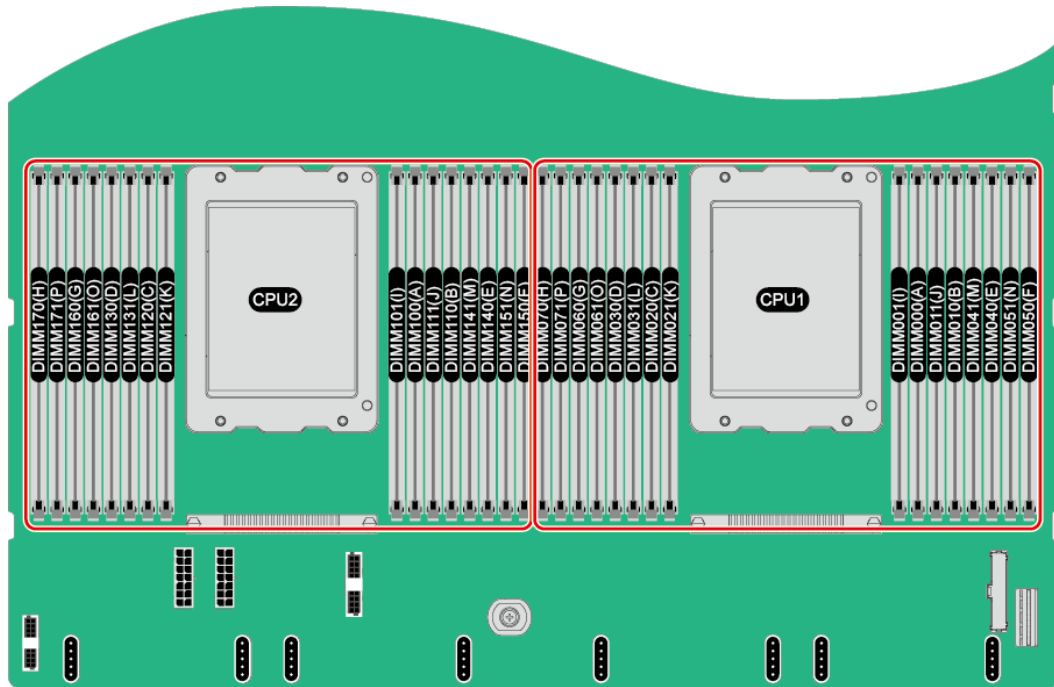 DIMM170(H)
DIMM171(P)
DIMM160(G)
DIMM161(O)
DIMM130(D)
DIMM131(L)
DIMM120(C)
DIMM121(K)
CPU2
DIMM101(I)
DIMM100(A)
DIMM111(J)
DIMM110(B)
DIMM141(M)
DIMM140(E)
DIMM151(N)
DIMM150(F)
DIMM070(H)
DIMM071(P)
DIMM060(G)
DIMM061(O)
DIMM030(D)
DIMM031(L)
DIMM020(C)
DIMM021(K)
CPU1
DIMM001(I)
DIMM000(A)
DIMM011(J)
DIMM010(B)
DIMM041(M)
DIMM040(E)
DIMM051(N)
DIMM050(F)